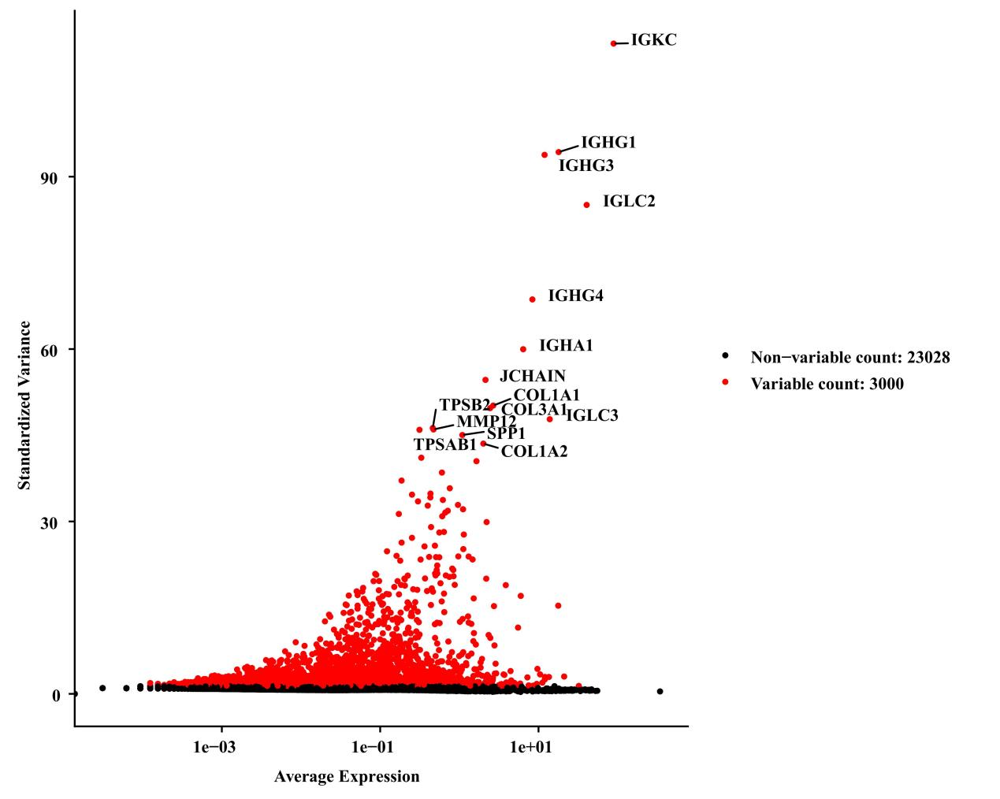 IGKC
IGHG1
IGHG3
90
IGLC2
IGHG4
Standardized Variance
60
IGHA1
Non−variable count: 23028
JCHAIN
Variable count: 3000
COL1A1
TPSB2
COL3A1
IGLC3
MMP12
SPP1
TPSAB1
COL1A2
30
0
1e−03
1e−01
1e+01
Average Expression